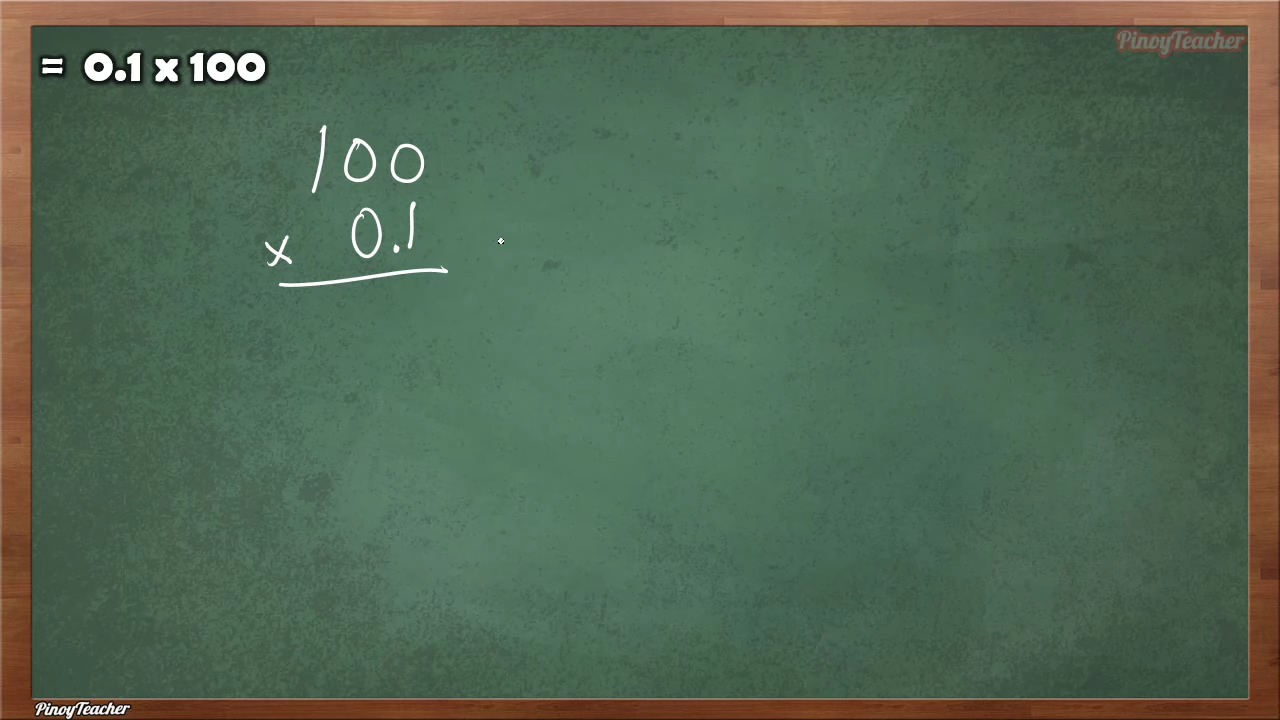 = 0.1 x 100
PinoyTeacher
100
x 0.1
PinoyTeacher